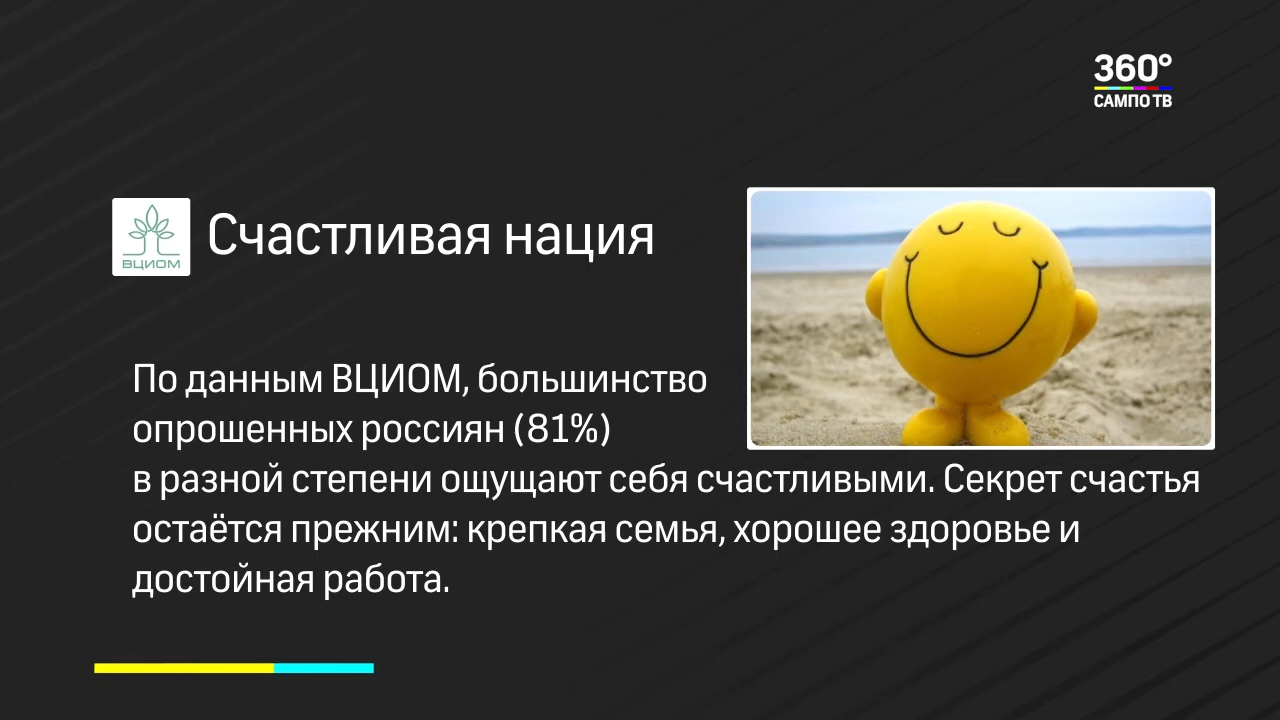 360°
САМПО ТВ
ВЦИОМ
Счастливая нация
По данным ВЦИОМ, большинство
опрошенных россиян (81%)
в разной степени ощущают себя счастливыми. Секрет счастья
остаётся прежним: крепкая семья, хорошее здоровье и
достойная работа.